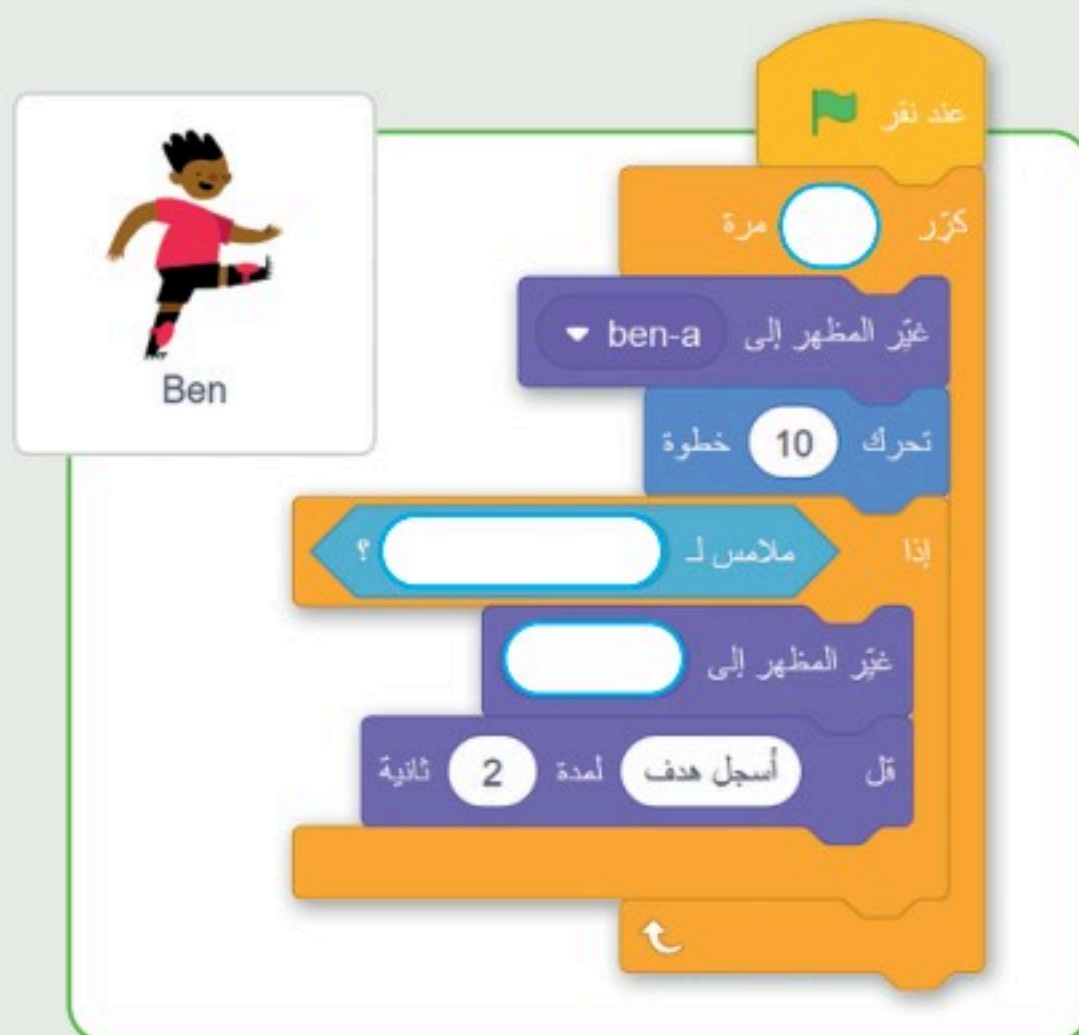 عند نقر
كرّر مرة
Ben
غيّر المظهر إلى ben-a
تحرك 10 خطوة
إذا ملامس لـ ؟
غيّر المظهر إلى
قل أسجل هدف لمدة 2 ثانية